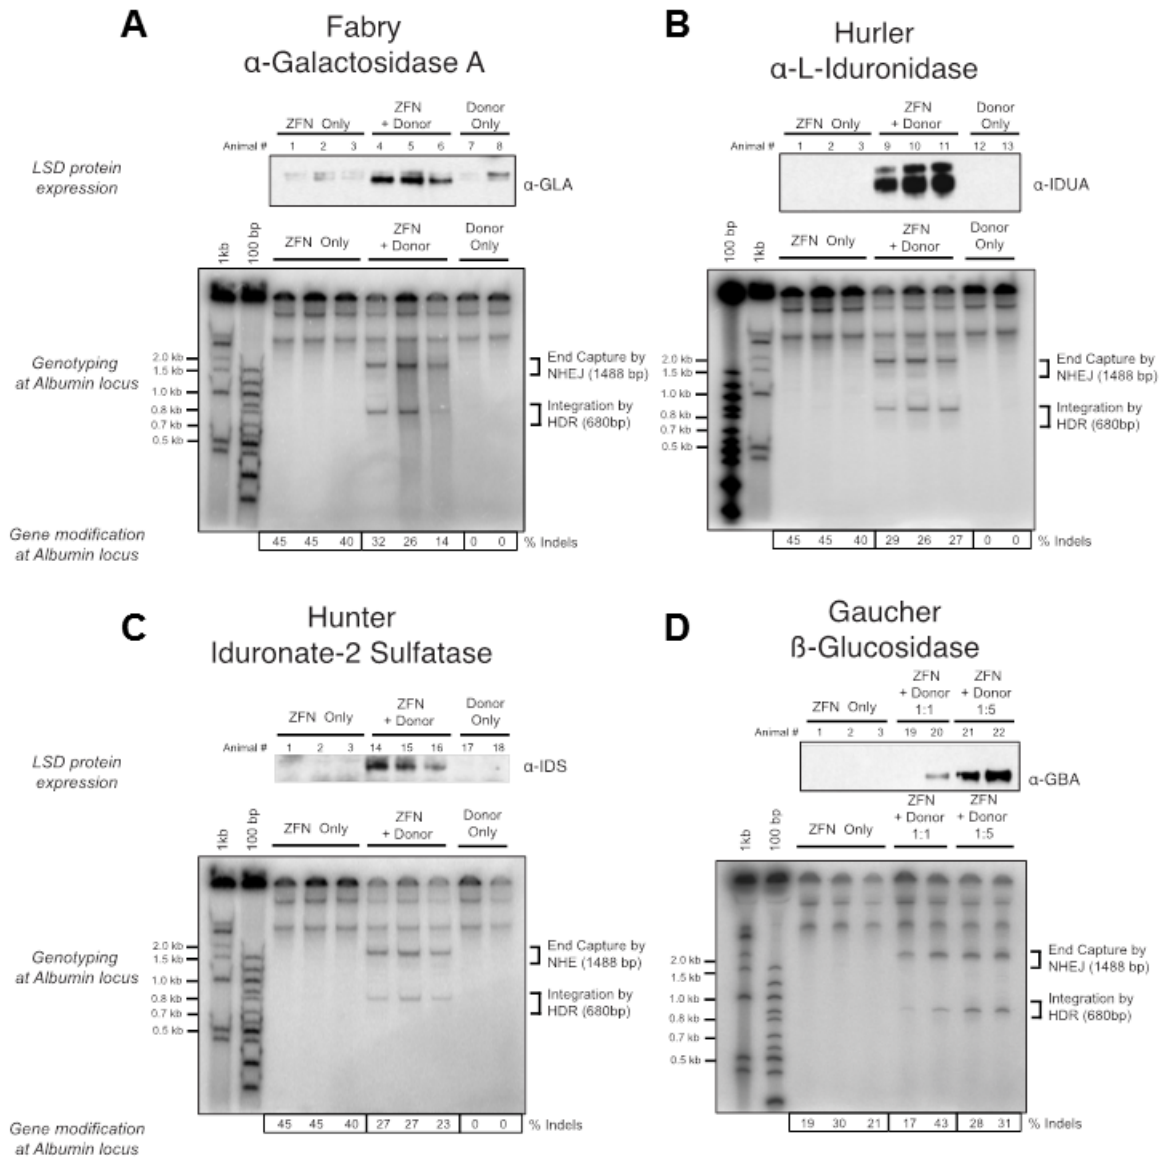 A
Fabry
α-Galactosidase A
LSD protein
expression
ZFN Only
ZFN
+ Donor
Donor
Only
Animal # 1 2 3 4 5 6 7 8
α-GLA
1kb
100 bp
ZFN Only
ZFN
+ Donor
Donor
Only
Genotyping
at Albumin locus
2.0 kb
1.5 kb
1.0 kb
0.8 kb
0.7 kb
0.5 kb
End Capture by
NHEJ (1488 bp)
Integration by
HDR (680bp)
Gene modification
at Albumin locus
45 45 40 32 26 14 0 0 % Indels
B
Hurler
α-L-Iduronidase
ZFN Only
ZFN
+ Donor
Donor
Only
Animal # 1 2 3 9 10 11 12 13
α-IDUA
100 bp
1kb
ZFN Only
ZFN
+ Donor
Donor
Only
2.0 kb
1.5 kb
1.0 kb
0.8 kb
0.7 kb
0.5 kb
End Capture by
NHEJ (1488 bp)
Integration by
HDR (680bp)
45 45 40 29 26 27 0 0 % Indels
C
Hunter
Iduronate-2 Sulfatase
LSD protein
expression
ZFN Only
ZFN
+ Donor
Donor
Only
Animal # 1 2 3 14 15 16 17 18
α-IDS
1kb
100 bp
ZFN Only
ZFN
+ Donor
Donor
Only
Genotyping
at Albumin locus
2.0 kb
1.5 kb
1.0 kb
0.8 kb
0.7 kb
0.5 kb
End Capture by
NHE (1488 bp)
Integration by
HDR (680bp)
Gene modification
at Albumin locus
45 45 40 27 27 23 0 0 % Indels
D
Gaucher
ß-Glucosidase
ZFN Only
ZFN
+ Donor
1:1
ZFN
+ Donor
1:5
Animal # 1 2 3 19 20 21 22
α-GBA
1kb
100 bp
ZFN Only
ZFN
+ Donor
1:1
ZFN
+ Donor
1:5
2.0 kb
1.5 kb
1.0 kb
0.8 kb
0.7 kb
0.5 kb
End Capture by
NHEJ (1488 bp)
Integration by
HDR (680bp)
19 30 21 17 43 28 31 % Indels